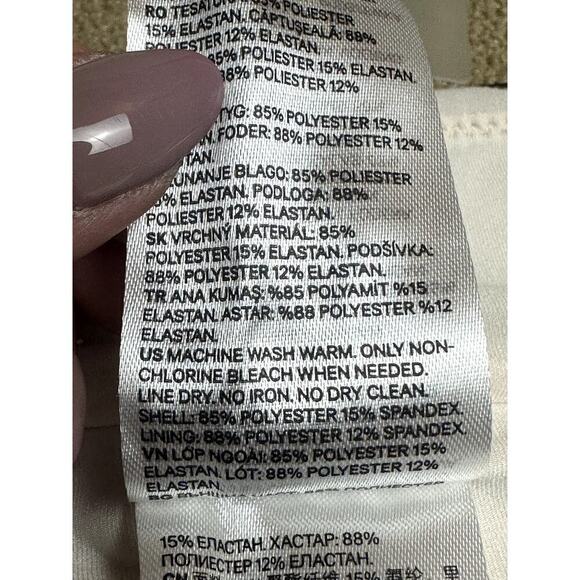 RO TESĂTURĂ: 85% POLIESTER
15% ELASTAN. CĂPTUȘEALĂ: 88%
POLIESTER 12% ELASTAN.
85% POLIESTER 15% ELASTAN.
88% POLIESTER 12%
TYG: 85% POLYESTER 15%
FODER: 88% POLYESTER 12%
ELASTAN.
BLAGO: 85% POLIESTER
ELASTAN. PODLOGA: 88%
POLIESTER 12% ELASTAN.
SK VRCHNÝ MATERIÁL: 85%
POLYESTER 15% ELASTAN. PODŠÍVKA:
88% POLYESTER 12% ELASTAN.
TR ANA KUMAŞ: %85 POLYAMİT %15
ELASTAN. ASTAR: %88 POLYESTER %12
ELASTAN.
US MACHINE WASH WARM. ONLY NON-
CHLORINE BLEACH WHEN NEEDED.
LINE DRY. NO IRON. NO DRY CLEAN.
SHELL: 85% POLYESTER 15% SPANDEX.
LINING: 88% POLYESTER 12% SPANDEX.
VN LỚP NGOÀI: 85% POLYESTER 15%
ELASTAN. LÓT: 88% POLYESTER 12%
ELASTAN.
15% ЕЛАСТАН. ХАСТАР: 88%
ПОЛИЕСТЕР 12% ЕЛАСТАН.
CN 15%